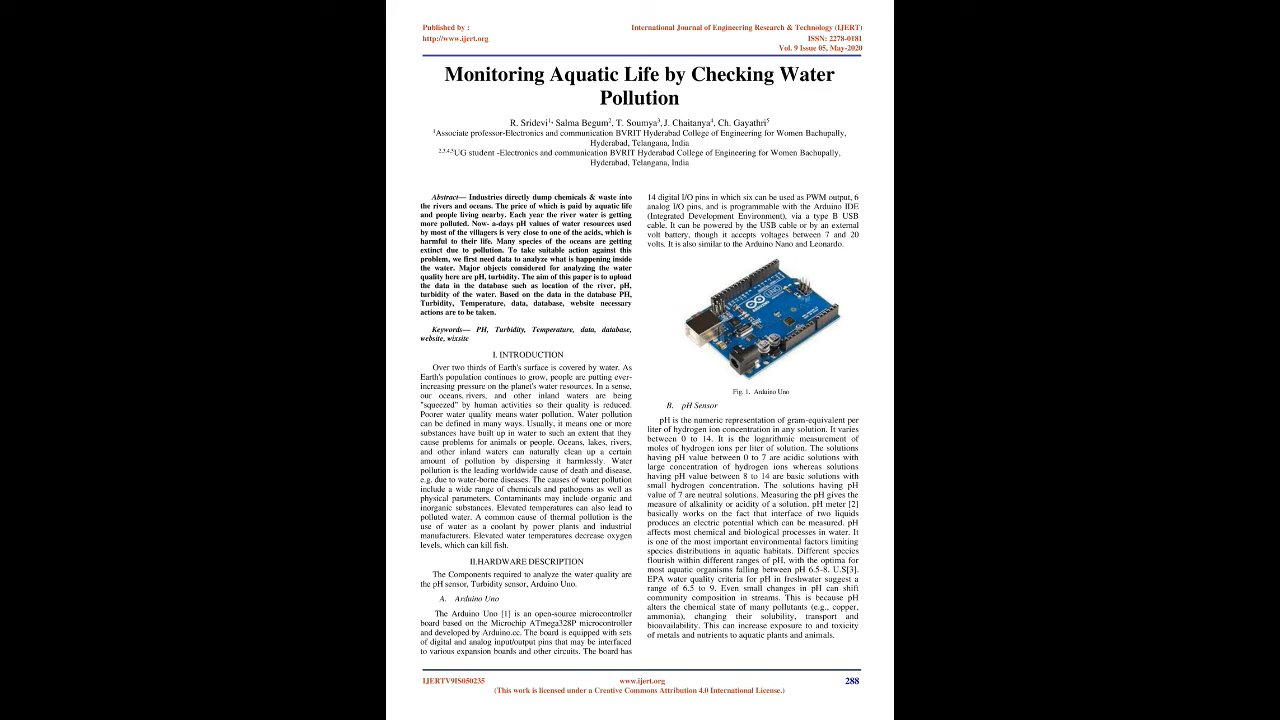 Published by :
http://www.ijert.org
International Journal of Engineering Research & Technology (IJERT)
ISSN: 2278-0181
Vol. 9 Issue 05, May-2020
Monitoring Aquatic Life by Checking Water
Pollution
R. Sridevi1, Salma Begum2, T. Soumya3, J. Chaitanya4, Ch. Gayathri5
1Associate professor-Electronics and communication BVRIT Hyderabad College of Engineering for Women Bachupally,
Hyderabad, Telangana, India
2,3,4,5UG student -Electronics and communication BVRIT Hyderabad College of Engineering for Women Bachupally,
Hyderabad, Telangana, India
Abstract— Industries directly dump chemicals & waste into
the rivers and oceans. The price of which is paid by aquatic life
and people living nearby. Each year the river water is getting
more polluted. Now- a-days pH values of water resources used
by most of the villagers is very close to one of the acids, which is
harmful to their life. Many species of the oceans are getting
extinct due to pollution. To take suitable action against this
problem, we first need data to analyze what is happening inside
the water. Major objects considered for analyzing the water
quality here are pH, turbidity. The aim of this paper is to upload
the data in the database such as location of the river, pH,
turbidity of the water. Based on the data in the database PH,
Turbidity, Temperature, data, database, website necessary
actions are to be taken.
Keywords— PH, Turbidity, Temperature, data, database,
website, wixsite
I. INTRODUCTION
Over two thirds of Earth's surface is covered by water. As
Earth's population continues to grow, people are putting ever-
increasing pressure on the planet's water resources. In a sense,
our oceans, rivers, and other inland waters are being
"squeezed" by human activities so their quality is reduced.
Poorer water quality means water pollution. Water pollution
can be defined in many ways. Usually, it means one or more
substances have built up in water to such an extent that they
cause problems for animals or people. Oceans, lakes, rivers,
and other inland waters can naturally clean up a certain
amount of pollution by dispersing it harmlessly. Water
pollution is the leading worldwide cause of death and disease,
e.g. due to water-borne diseases. The causes of water pollution
include a wide range of chemicals and pathogens as well as
physical parameters. Contaminants may include organic and
inorganic substances. Elevated temperatures can also lead to
polluted water. A common cause of thermal pollution is the
use of water as a coolant by power plants and industrial
manufacturers. Elevated water temperatures decrease oxygen
levels, which can kill fish.
II.HARDWARE DESCRIPTION
The Components required to analyze the water quality are
the pH sensor, Turbidity sensor, Arduino Uno.
A. Arduino Uno
The Arduino Uno [1] is an open-source microcontroller
board based on the Microchip ATmega328P microcontroller
and developed by Arduino.cc. The board is equipped with sets
of digital and analog input/output pins that may be interfaced
to various expansion boards and other circuits. The board has
14 digital I/O pins in which six can be used as PWM output, 6
analog I/O pins, and is programmable with the Arduino IDE
(Integrated Development Environment), via a type B USB
cable. It can be powered by the USB cable or by an external
volt battery, though it accepts voltages between 7 and 20
volts. It is also similar to the Arduino Nano and Leonardo.
Fig. 1. Arduino Uno
B. pH Sensor
pH is the numeric representation of gram-equivalent per
liter of hydrogen ion concentration in any solution. It varies
between 0 to 14. It is the logarithmic measurement of
moles of hydrogen ions per liter of solution. The solutions
having pH value between 0 to 7 are acidic solutions with
large concentration of hydrogen ions whereas solutions
having pH value between 8 to 14 are basic solutions with
small hydrogen concentration. The solutions having pH
value of 7 are neutral solutions. Measuring the pH gives the
measure of alkalinity or acidity of a solution. pH meter [2]
basically works on the fact that interface of two liquids
produces an electric potential which can be measured. pH
affects most chemical and biological processes in water. It
is one of the most important environmental factors limiting
species distributions in aquatic habitats. Different species
flourish within different ranges of pH, with the optima for
most aquatic organisms falling between pH 6.5-8. U.S[3].
EPA water quality criteria for pH in freshwater suggest a
range of 6.5 to 9. Even small changes in pH can shift
community composition in streams. This is because pH
alters the chemical state of many pollutants (e.g., copper,
ammonia), changing their solubility, transport and
bioavailability. This can increase exposure to and toxicity
of metals and nutrients to aquatic plants and animals.
IJERTV9IS050235
www.ijert.org
288
(This work is licensed under a Creative Commons Attribution 4.0 International License.)